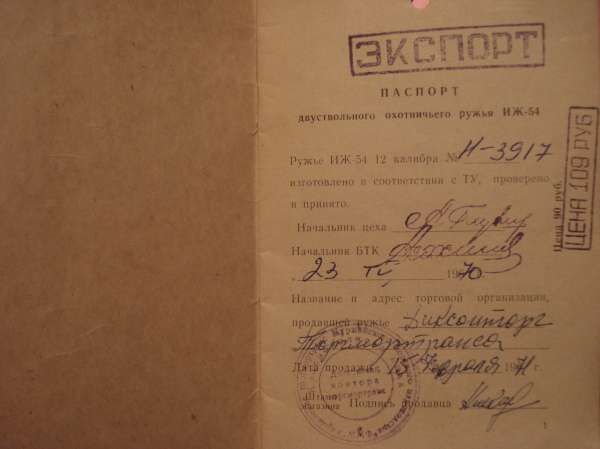 ЭКСПОРТ
ПАСПОРТ
двуствольного охотничьего ружья ИЖ-54
Ружье ИЖ-54 12 калибра № Н-3917
изготовлено в соответствии с ТУ, проверено
и принято.
Начальник цеха
Начальник БТК
23 IV 1970
Название и адрес торговой организации,
продавшей ружье Диксонторг
Торгмортранса
Дата продажи 15 февраля 1971 г.
Штамп
магазина Подпись продавца
Цена 90 руб.
ЦЕНА 109 РУБ
контора